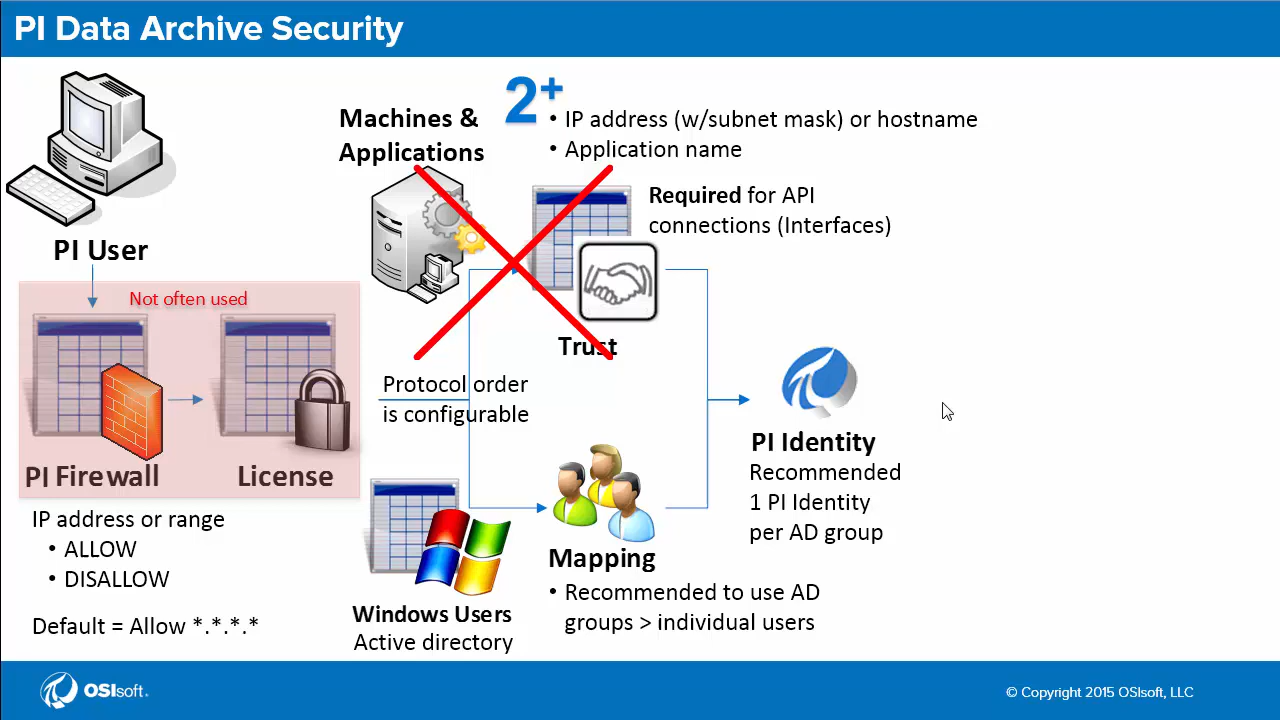 PI Data Archive Security
PI User
Not often used
PI Firewall
License
IP address or range
• ALLOW
• DISALLOW
Default = Allow *.*.*.*
Machines &
Applications
2+
• IP address (w/subnet mask) or hostname
• Application name
Required for API
connections (Interfaces)
Trust
Protocol order
is configurable
Windows Users
Active directory
Mapping
• Recommended to use AD
groups > individual users
PI Identity
Recommended
1 PI Identity
per AD group
OSIsoft.
© Copyright 2015 OSIsoft, LLC